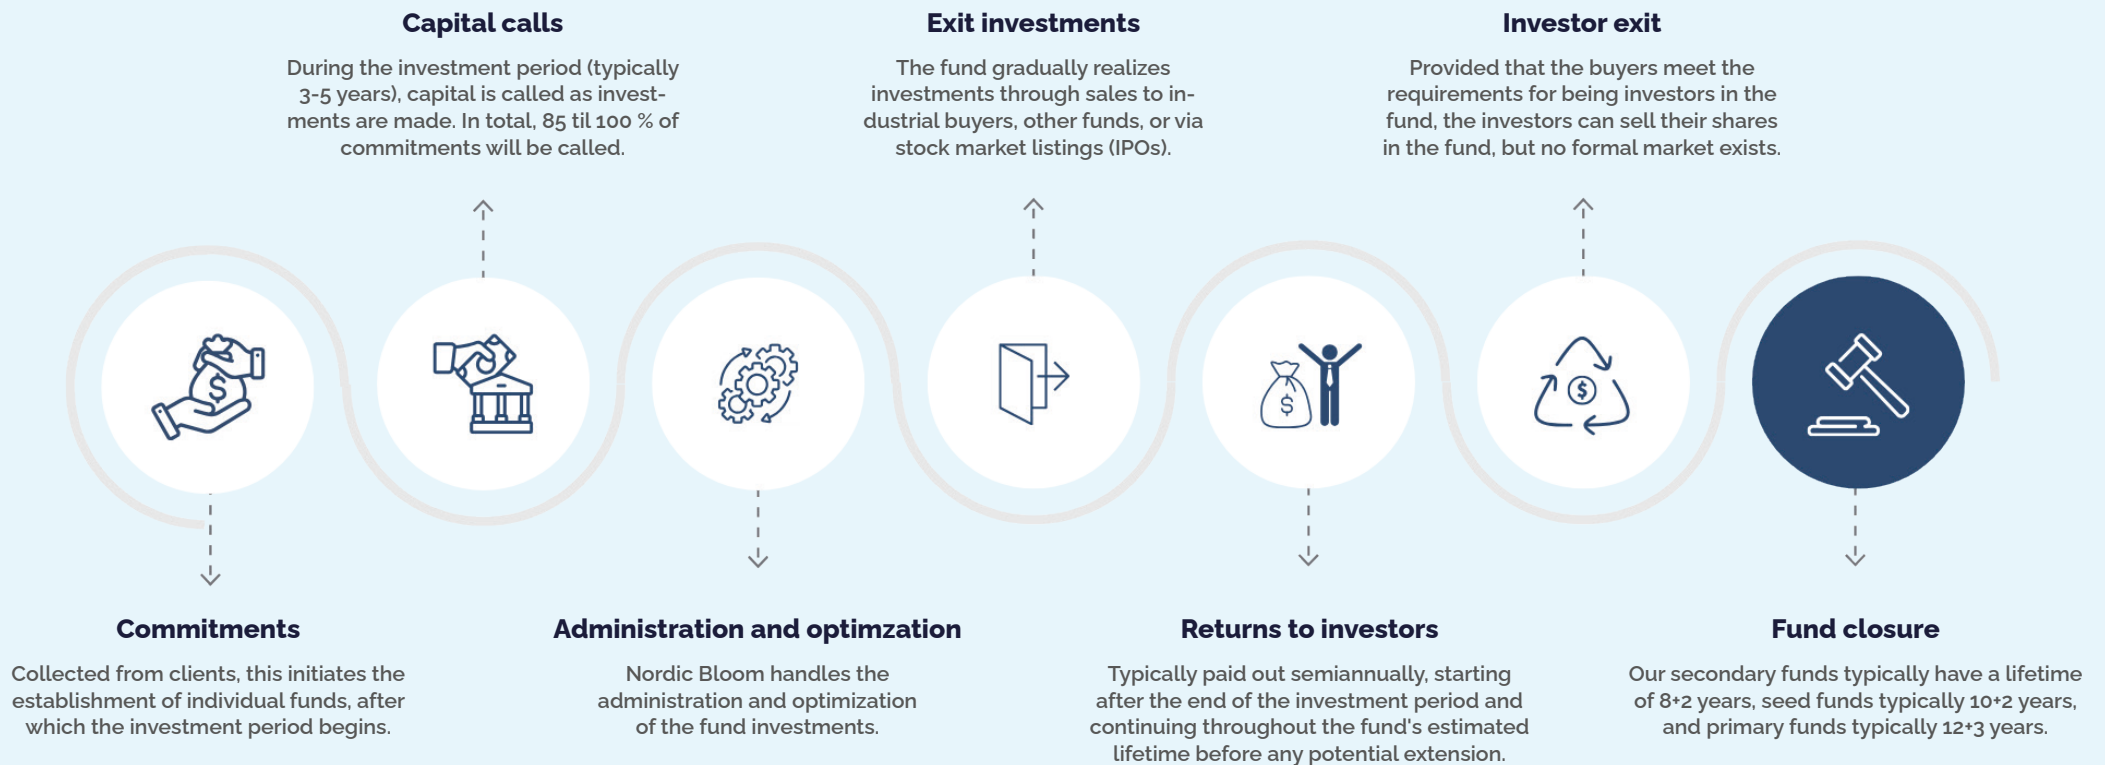 Capital calls
During the investment period (typically
3-5 years), capital is called as invest-
ments are made. In total, 85 til 100 % of
commitments will be called.
Exit investments
The fund gradually realizes
investments through sales to in-
dustrial buyers, other funds, or via
stock market listings (IPOs).
Investor exit
Provided that the buyers meet the
requirements for being investors in the
fund, the investors can sell their shares
in the fund, but no formal market exists.
$
$
$
Commitments
Collected from clients, this initiates the
establishment of individual funds, after
which the investment period begins.
Administration and optimzation
Nordic Bloom handles the
administration and optimization
of the fund investments.
Returns to investors
Typically paid out semiannually, starting
after the end of the investment period and
continuing throughout the fund's estimated
lifetime before any potential extension.
Fund closure
Our secondary funds typically have a lifetime
of 8+2 years, seed funds typically 10+2 years,
and primary funds typically 12+3 years.